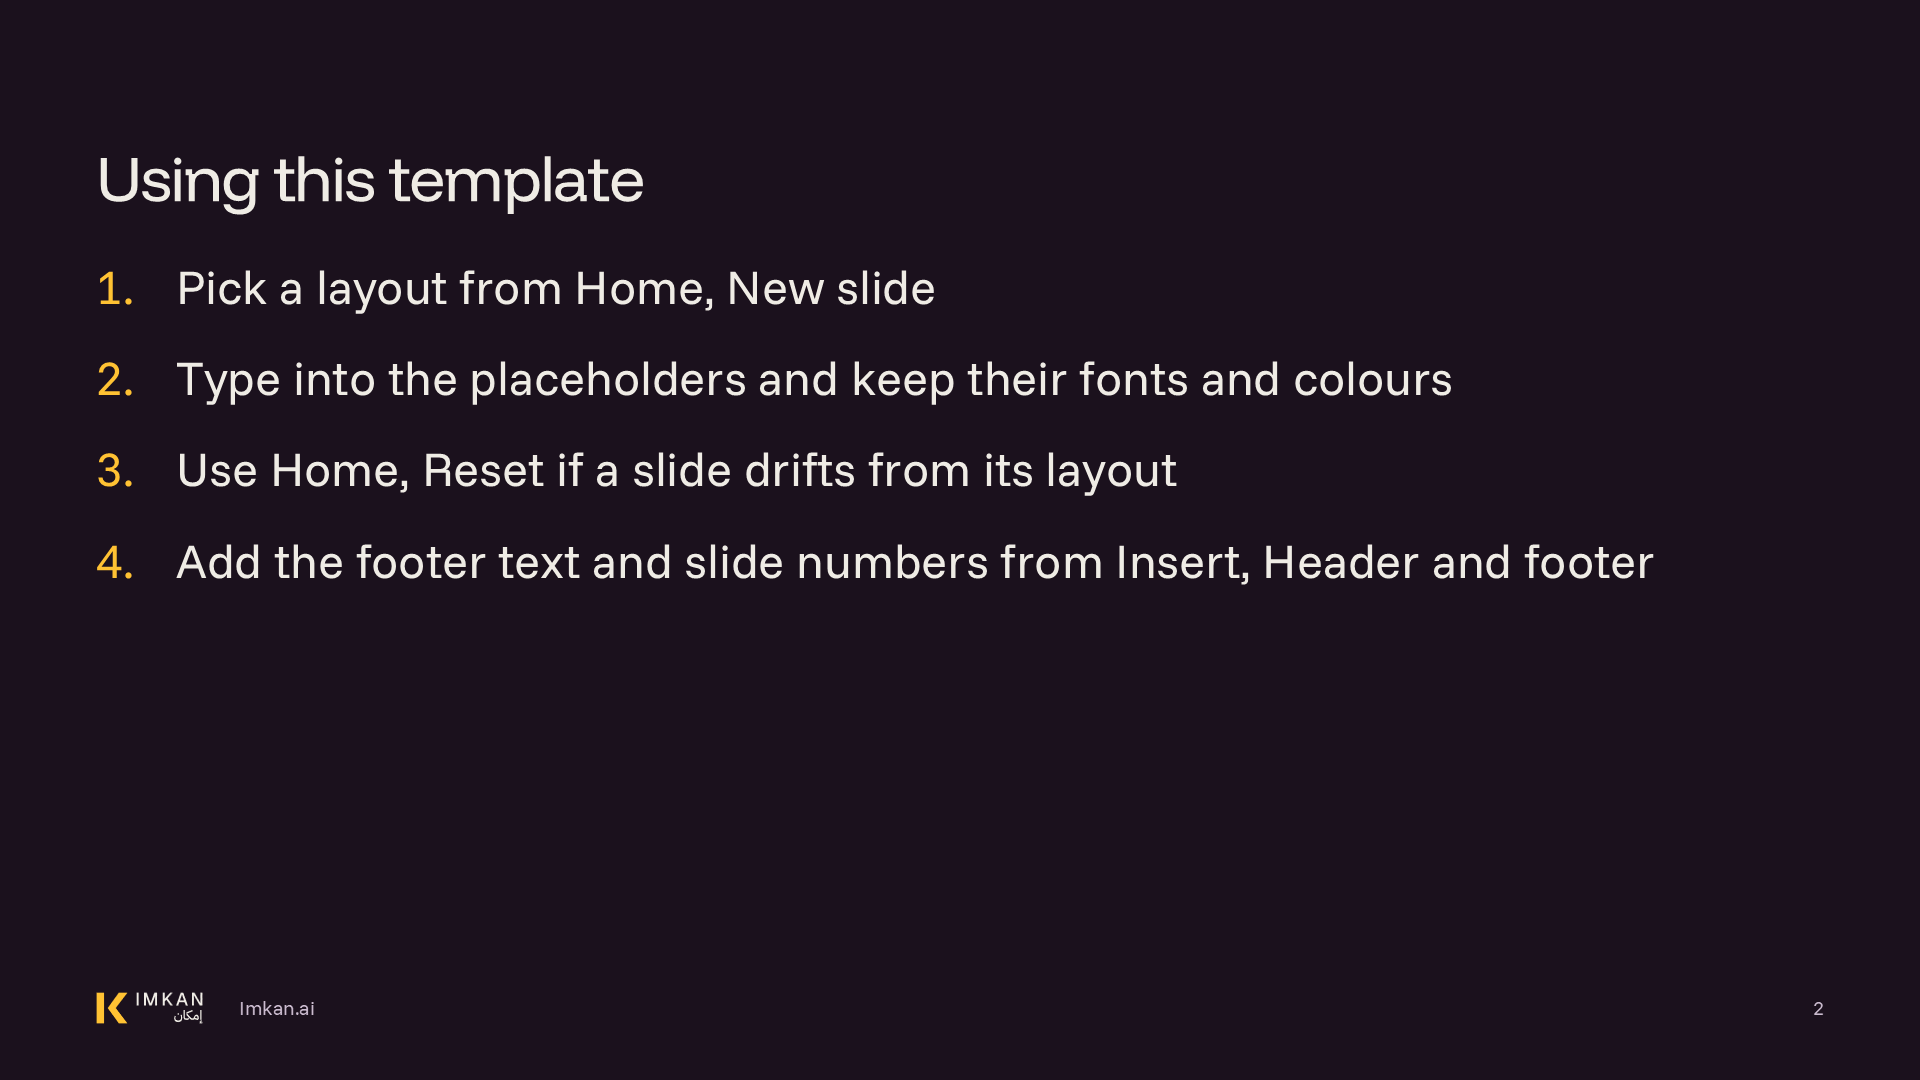 Using this template
1. Pick a layout from Home, New slide
2. Type into the placeholders and keep their fonts and colours
3. Use Home, Reset if a slide drifts from its layout
4. Add the footer text and slide numbers from Insert, Header and footer
IMKAN
إمكان
Imkan.ai
2